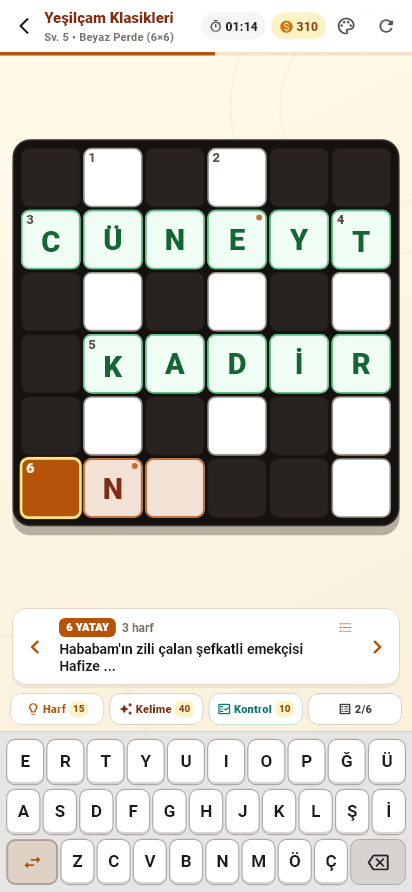 Yeşilçam Klasikleri
Sv. 5 • Beyaz Perde (6×6)
01:14
310
1 2
3 C Ü N E Y 4 T
5 K A D İ R
6 N
6 YATAY 3 harf
Hababam'ın zili çalan şefkatli emekçisi
Hafize ...
Harf 15 Kelime 40 Kontrol 10 2/6
E R T Y U I O P Ğ Ü
A S D F G H J K L Ş İ
Z C V B N M Ö Ç